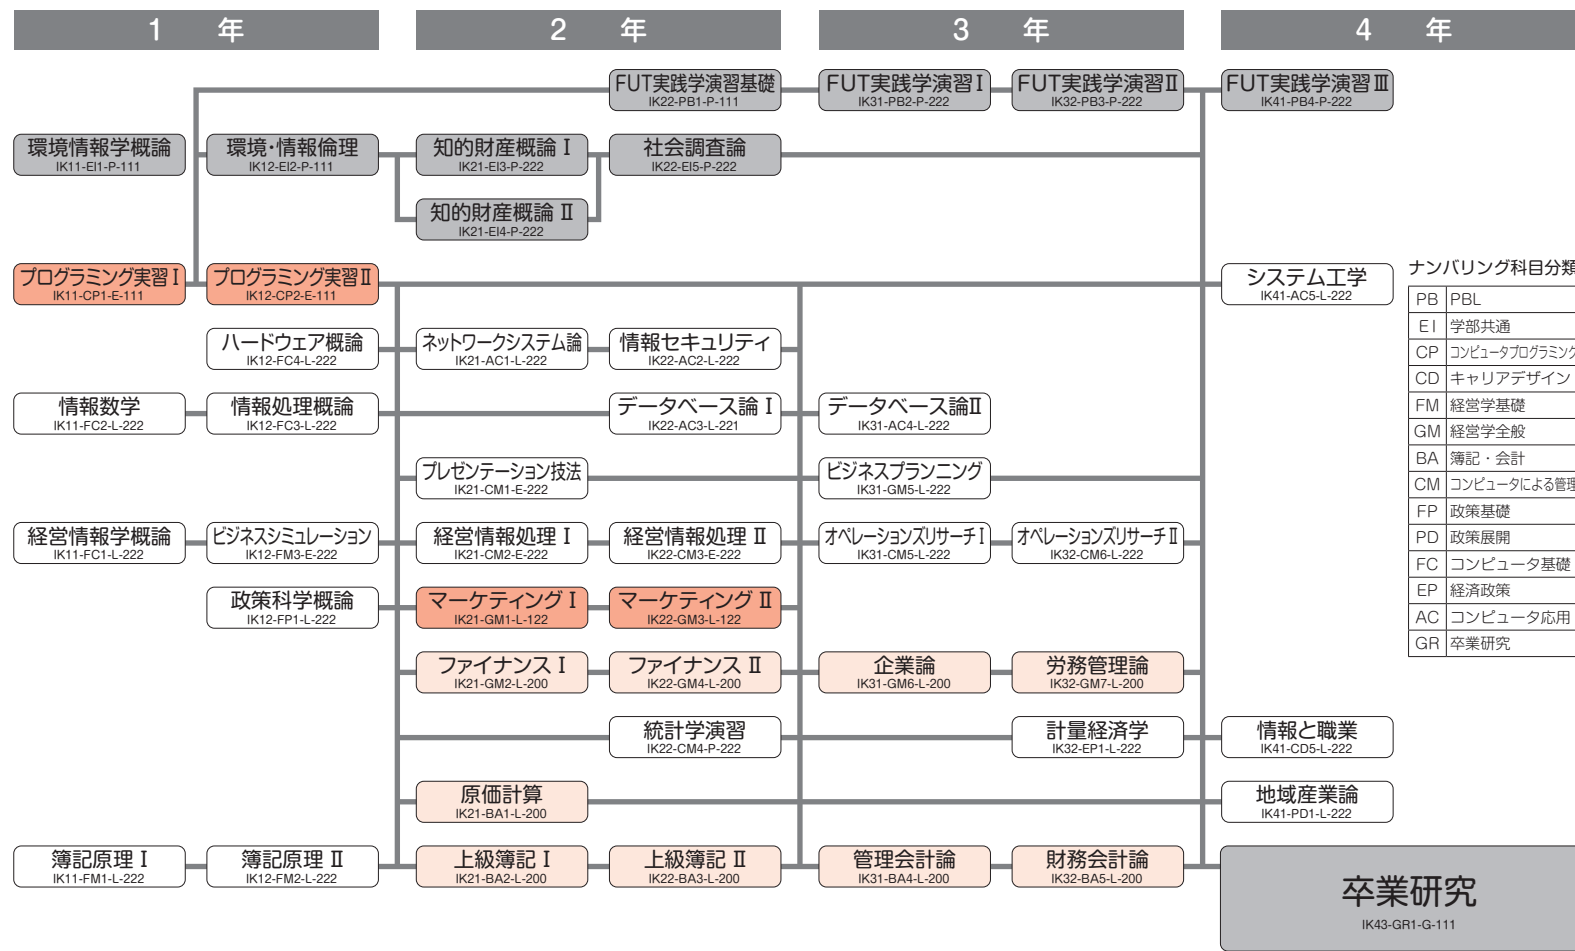 1 年
2 年
3 年
4 年
FUT実践学演習基礎
IK22-PB1-P-111
FUT実践学演習Ⅰ
IK31-PB2-P-222
FUT実践学演習Ⅱ
IK32-PB3-P-222
FUT実践学演習Ⅲ
IK41-PB4-P-222
環境情報学概論
IK11-EI1-P-111
環境・情報倫理
IK12-EI2-P-111
知的財産概論 Ⅰ
IK21-EI3-P-222
社会調査論
IK22-EI5-P-222
知的財産概論 Ⅱ
IK21-EI4-P-222
プログラミング実習Ⅰ
IK11-CP1-E-111
プログラミング実習Ⅱ
IK12-CP2-E-111
システム工学
IK41-AC5-L-222
ハードウェア概論
IK12-FC4-L-222
ネットワークシステム論
IK21-AC1-L-222
情報セキュリティ
IK22-AC2-L-222
情報数学
IK11-FC2-L-222
情報処理概論
IK12-FC3-L-222
データベース論 Ⅰ
IK22-AC3-L-221
データベース論Ⅱ
IK31-AC4-L-222
プレゼンテーション技法
IK21-CM1-E-222
ビジネスプランニング
IK31-GM5-L-222
経営情報学概論
IK11-FC1-L-222
ビジネスシミュレーション
IK12-FM3-E-222
経営情報処理 Ⅰ
IK21-CM2-E-222
経営情報処理 Ⅱ
IK22-CM3-E-222
オペレーションズリサーチⅠ
IK31-CM5-L-222
オペレーションズリサーチⅡ
IK32-CM6-L-222
政策科学概論
IK12-FP1-L-222
マーケティング Ⅰ
IK21-GM1-L-122
マーケティング Ⅱ
IK22-GM3-L-122
ファイナンス Ⅰ
IK21-GM2-L-200
ファイナンス Ⅱ
IK22-GM4-L-200
企業論
IK31-GM6-L-200
労務管理論
IK32-GM7-L-200
統計学演習
IK22-CM4-P-222
計量経済学
IK32-EP1-L-222
情報と職業
IK41-CD5-L-222
原価計算
IK21-BA1-L-200
地域産業論
IK41-PD1-L-222
簿記原理 Ⅰ
IK11-FM1-L-222
簿記原理 Ⅱ
IK12-FM2-L-222
上級簿記 Ⅰ
IK21-BA2-L-200
上級簿記 Ⅱ
IK22-BA3-L-200
管理会計論
IK31-BA4-L-200
財務会計論
IK32-BA5-L-200
卒業研究
IK43-GR1-G-111
ナンバリング科目分類
PB PBL
EI 学部共通
CP コンピュータプログラミング
CD キャリアデザイン
FM 経営学基礎
GM 経営学全般
BA 簿記・会計
CM コンピュータによる管理
FP 政策基礎
PD 政策展開
FC コンピュータ基礎
EP 経済政策
AC コンピュータ応用
GR 卒業研究